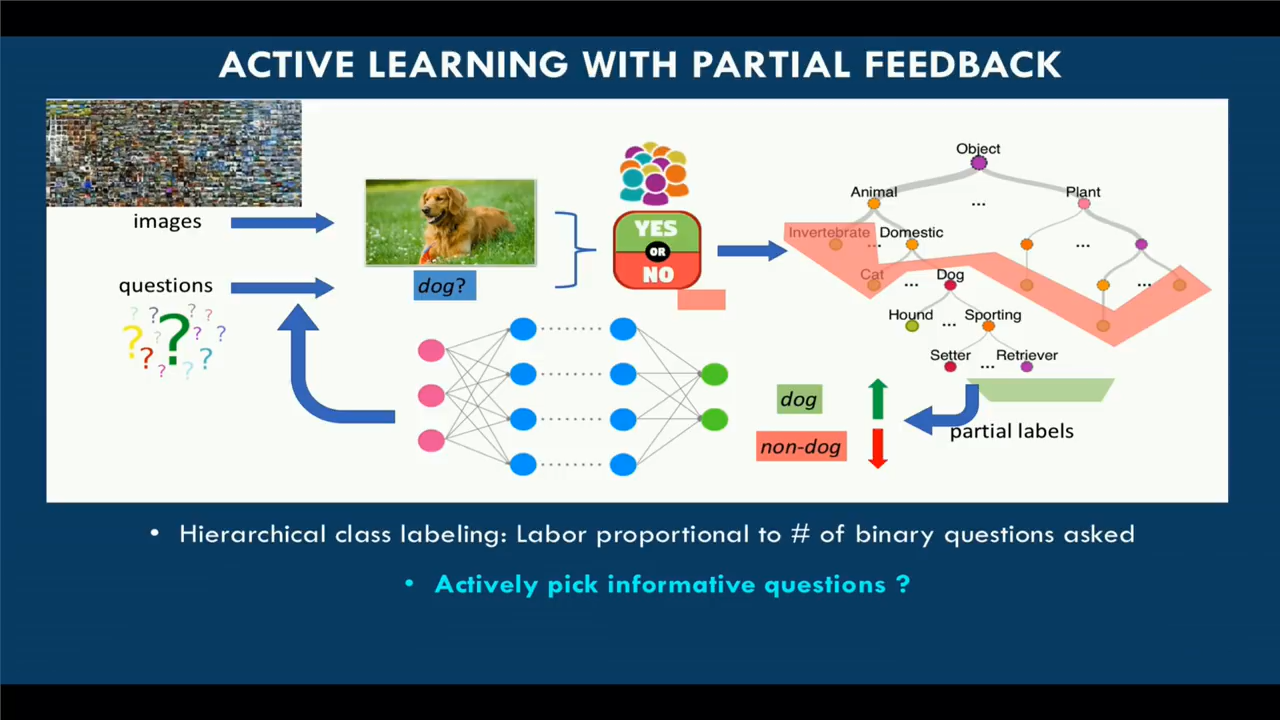 ACTIVE LEARNING WITH PARTIAL FEEDBACK
images
questions
? ? ? ? ? ? ? ? ? ? ? ?
dog?
YES
OR
NO
Object
Animal
...
Plant
Invertebrate
...
Domestic
...
Cat
...
Dog
...
Hound
...
Sporting
Setter
...
Retriever
partial labels
dog
non-dog
• Hierarchical class labeling: Labor proportional to # of binary questions asked
• Actively pick informative questions ?